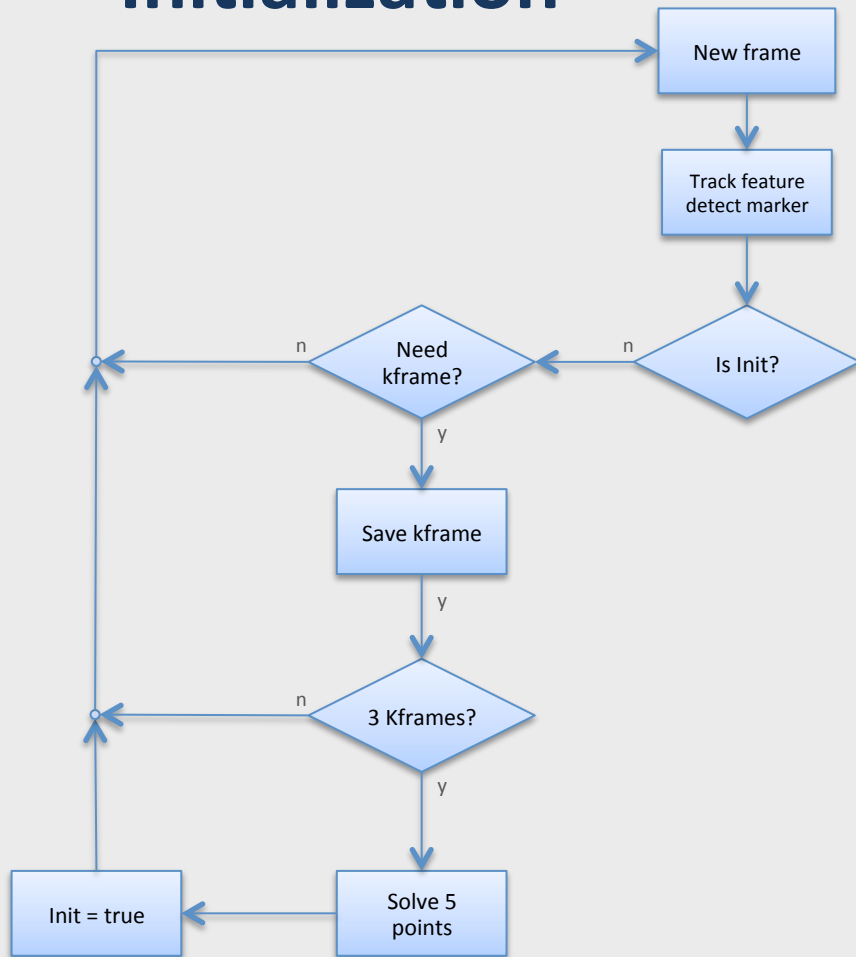 Initialization
New frame
Track feature
detect marker
Is Init?
n
Need
kframe?
n
y
Save kframe
y
3 Kframes?
n
y
Solve 5
points
Init = true